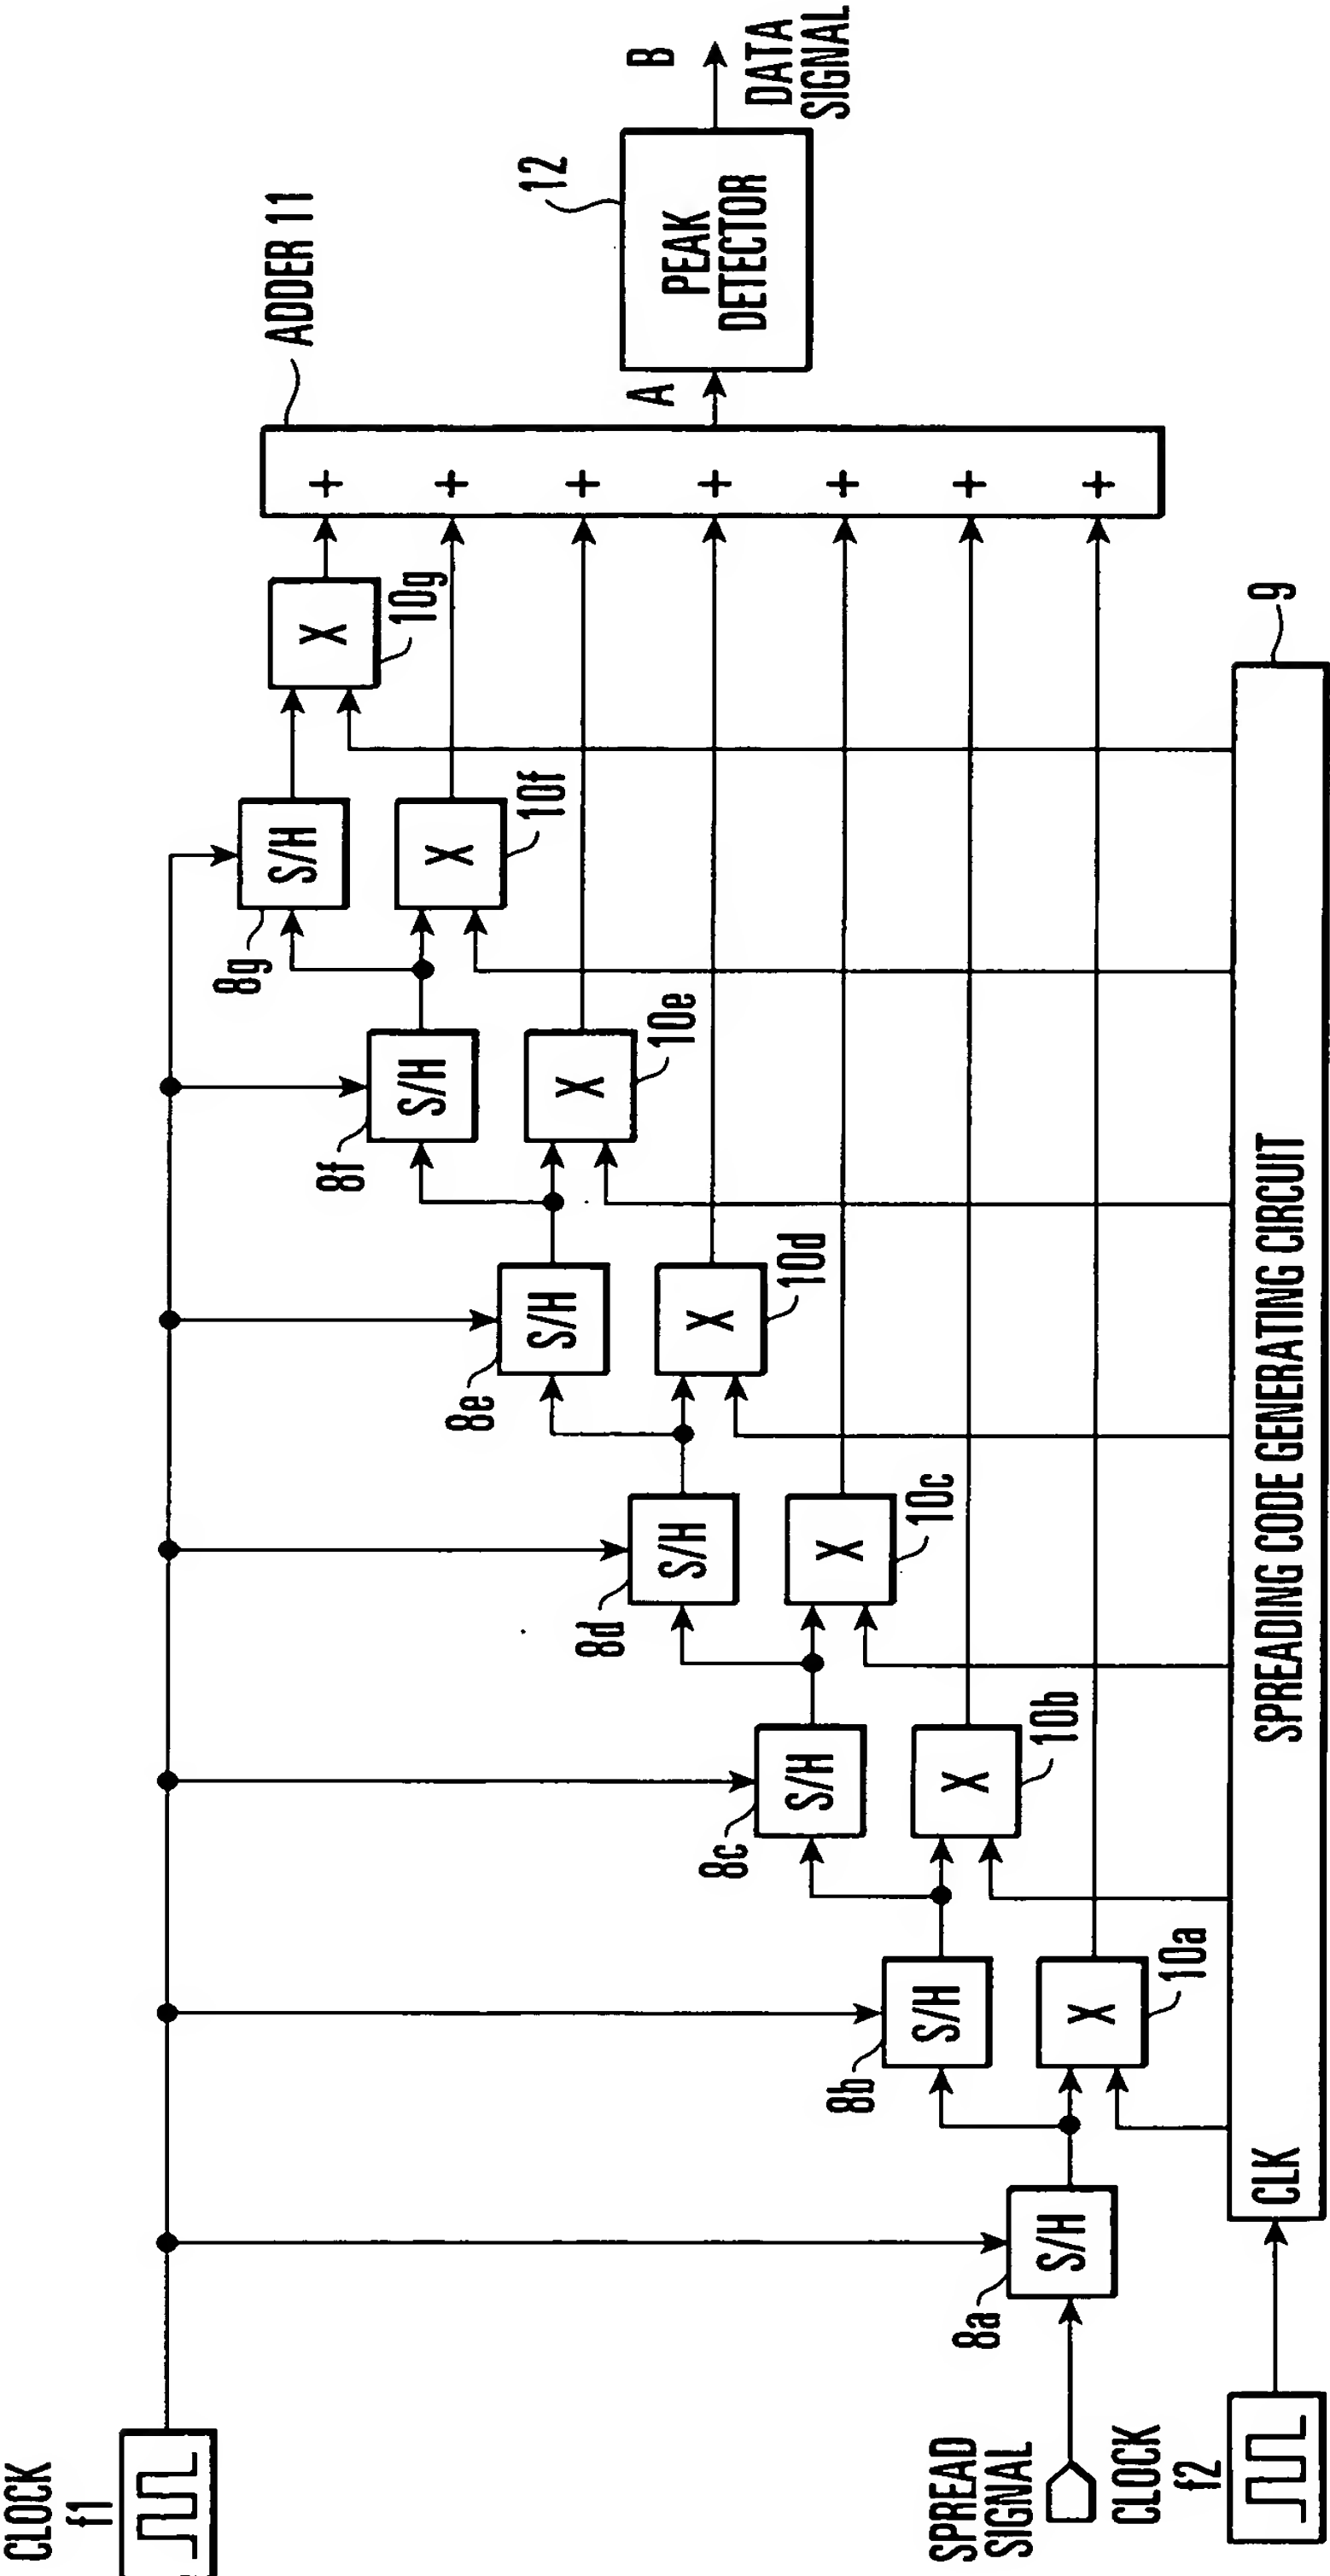 CLOCK
f1
SPREAD
SIGNAL
CLOCK
f2
S/H
8a
S/H
8b
S/H
8c
S/H
8d
S/H
8e
S/H
8f
S/H
8g
X
10a
X
10b
X
10c
X
10d
X
10e
X
10f
X
10g
ADDER 11
+
+
+
+
+
+
+
A
PEAK
DETECTOR
12
B
DATA
SIGNAL
CLK
SPREADING CODE GENERATING CIRCUIT
9